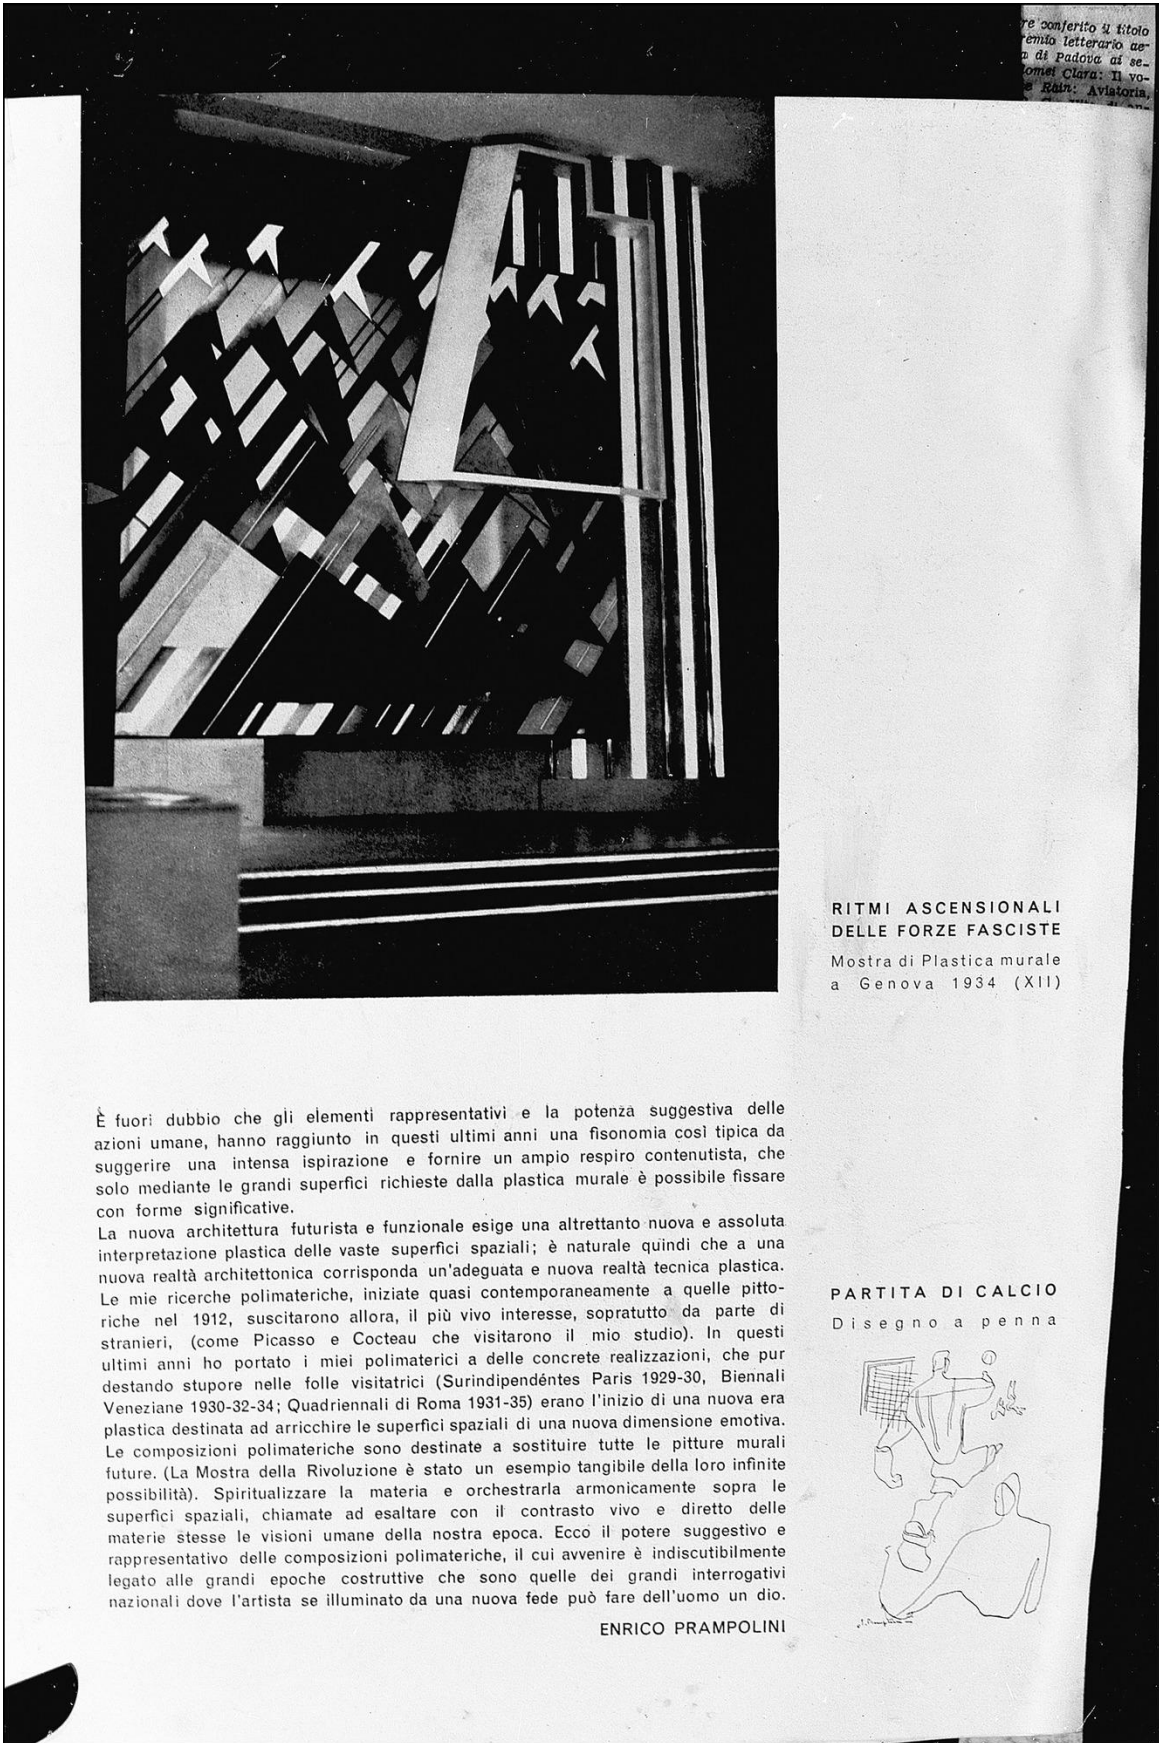 re conferito il titolo
remio letterario ae-
a di Padova ai se-
omei Clara: Il vo-
e Rain: Aviatoria,
RITMI ASCENSIONALI
DELLE FORZE FASCISTE
Mostra di Plastica murale
a Genova 1934 (XII)
È fuori dubbio che gli elementi rappresentativi e la potenza suggestiva delle
azioni umane, hanno raggiunto in questi ultimi anni una fisonomia così tipica da
suggerire una intensa ispirazione e fornire un ampio respiro contenutista, che
solo mediante le grandi superfici richieste dalla plastica murale è possibile fissare
con forme significative.
La nuova architettura futurista e funzionale esige una altrettanto nuova e assoluta
interpretazione plastica delle vaste superfici spaziali; è naturale quindi che a una
nuova realtà architettonica corrisponda un'adeguata e nuova realtà tecnica plastica.
Le mie ricerche polimateriche, iniziate quasi contemporaneamente a quelle pitto-
riche nel 1912, suscitarono allora, il più vivo interesse, sopratutto da parte di
stranieri, (come Picasso e Cocteau che visitarono il mio studio). In questi
ultimi anni ho portato i miei polimaterici a delle concrete realizzazioni, che pur
destando stupore nelle folle visitatrici (Surindipendéntes Paris 1929-30, Biennali
Veneziane 1930-32-34; Quadriennali di Roma 1931-35) erano l'inizio di una nuova era
plastica destinata ad arricchire le superfici spaziali di una nuova dimensione emotiva.
Le composizioni polimateriche sono destinate a sostituire tutte le pitture murali
future. (La Mostra della Rivoluzione è stato un esempio tangibile della loro infinite
possibilità). Spiritualizzare la materia e orchestrarla armonicamente sopra le
superfici spaziali, chiamate ad esaltare con il contrasto vivo e diretto delle
materie stesse le visioni umane della nostra epoca. Ecco il potere suggestivo e
rappresentativo delle composizioni polimateriche, il cui avvenire è indiscutibilmente
legato alle grandi epoche costruttive che sono quelle dei grandi interrogativi
nazionali dove l'artista se illuminato da una nuova fede può fare dell'uomo un dio.
ENRICO PRAMPOLINI
PARTITA DI CALCIO
Disegno a penna